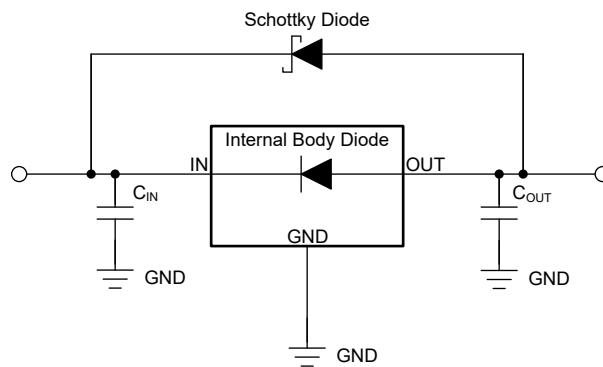 Schottky Diode
Internal Body Diode
IN
OUT
C_IN
C_OUT
GND
GND
GND
GND